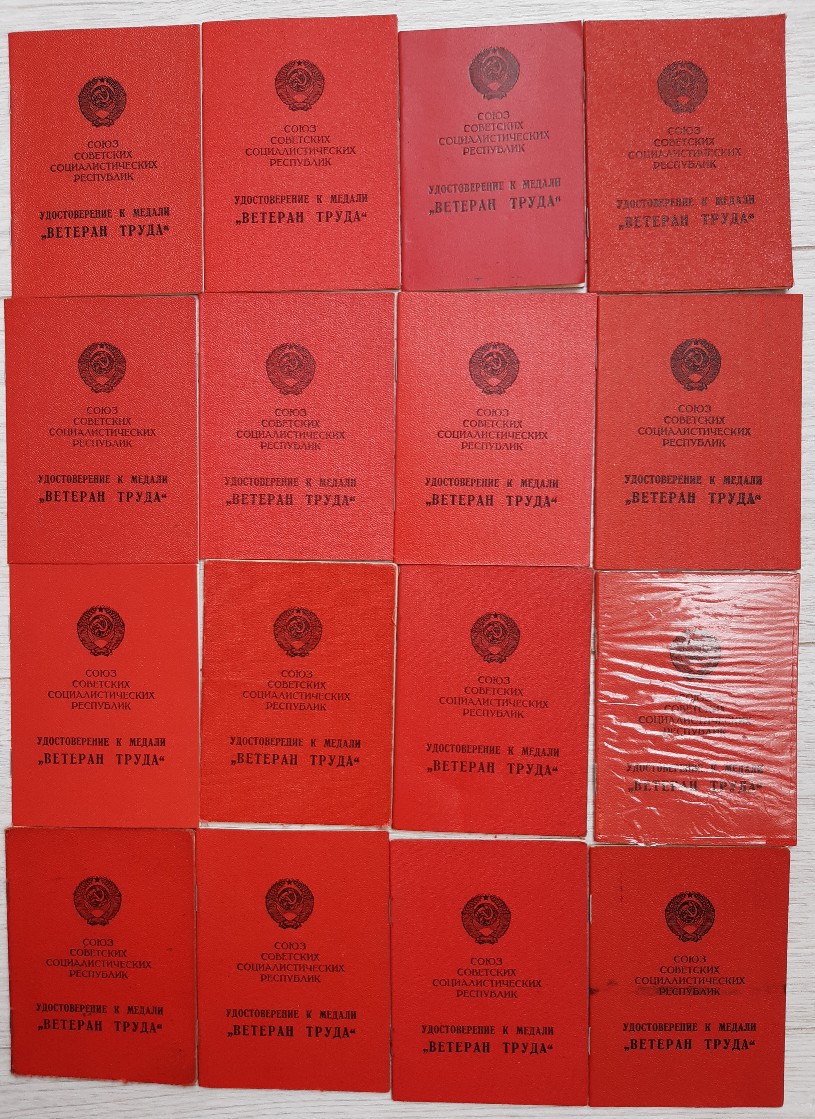 СОЮЗ
СОВЕТСКИХ
СОЦИАЛИСТИЧЕСКИХ
РЕСПУБЛИК
УДОСТОВЕРЕНИЕ К МЕДАЛИ
„ВЕТЕРАН ТРУДА“
СОЮЗ
СОВЕТСКИХ
СОЦИАЛИСТИЧЕСКИХ
РЕСПУБЛИК
УДОСТОВЕРЕНИЕ К МЕДАЛИ
„ВЕТЕРАН ТРУДА“
СОЮЗ
СОВЕТСКИХ
СОЦИАЛИСТИЧЕСКИХ
РЕСПУБЛИК
УДОСТОВЕРЕНИЕ К МЕДАЛИ
„ВЕТЕРАН ТРУДА“
СОЮЗ
СОВЕТСКИХ
СОЦИАЛИСТИЧЕСКИХ
РЕСПУБЛИК
УДОСТОВЕРЕНИЕ К МЕДАЛИ
„ВЕТЕРАН ТРУДА“
СОЮЗ
СОВЕТСКИХ
СОЦИАЛИСТИЧЕСКИХ
РЕСПУБЛИК
УДОСТОВЕРЕНИЕ К МЕДАЛИ
„ВЕТЕРАН ТРУДА“
СОЮЗ
СОВЕТСКИХ
СОЦИАЛИСТИЧЕСКИХ
РЕСПУБЛИК
УДОСТОВЕРЕНИЕ К МЕДАЛИ
„ВЕТЕРАН ТРУДА“
СОЮЗ
СОВЕТСКИХ
СОЦИАЛИСТИЧЕСКИХ
РЕСПУБЛИК
УДОСТОВЕРЕНИЕ К МЕДАЛИ
„ВЕТЕРАН ТРУДА“
СОЮЗ
СОВЕТСКИХ
СОЦИАЛИСТИЧЕСКИХ
РЕСПУБЛИК
УДОСТОВЕРЕНИЕ К МЕДАЛИ
„ВЕТЕРАН ТРУДА“
СОЮЗ
СОВЕТСКИХ
СОЦИАЛИСТИЧЕСКИХ
РЕСПУБЛИК
УДОСТОВЕРЕНИЕ К МЕДАЛИ
„ВЕТЕРАН ТРУДА“
СОЮЗ
СОВЕТСКИХ
СОЦИАЛИСТИЧЕСКИХ
РЕСПУБЛИК
УДОСТОВЕРЕНИЕ К МЕДАЛИ
„ВЕТЕРАН ТРУДА“
СОЮЗ
СОВЕТСКИХ
СОЦИАЛИСТИЧЕСКИХ
РЕСПУБЛИК
УДОСТОВЕРЕНИЕ К МЕДАЛИ
„ВЕТЕРАН ТРУДА“
СОВЕТСКИХ
СОЦИАЛИСТИЧЕСКИХ
РЕСПУБЛИК
УДОСТОВЕРЕНИЕ К МЕДАЛИ
„ВЕТЕРАН ТРУДА“
СОЮЗ
СОВЕТСКИХ
СОЦИАЛИСТИЧЕСКИХ
РЕСПУБЛИК
УДОСТОВЕРЕНИЕ К МЕДАЛИ
„ВЕТЕРАН ТРУДА“
СОЮЗ
СОВЕТСКИХ
СОЦИАЛИСТИЧЕСКИХ
РЕСПУБЛИК
УДОСТОВЕРЕНИЕ К МЕДАЛИ
„ВЕТЕРАН ТРУДА“
СОЮЗ
СОВЕТСКИХ
СОЦИАЛИСТИЧЕСКИХ
РЕСПУБЛИК
УДОСТОВЕРЕНИЕ К МЕДАЛИ
„ВЕТЕРАН ТРУДА“
СОЮЗ
СОВЕТСКИХ
СОЦИАЛИСТИЧЕСКИХ
РЕСПУБЛИК
УДОСТОВЕРЕНИЕ К МЕДАЛИ
„ВЕТЕРАН ТРУДА“